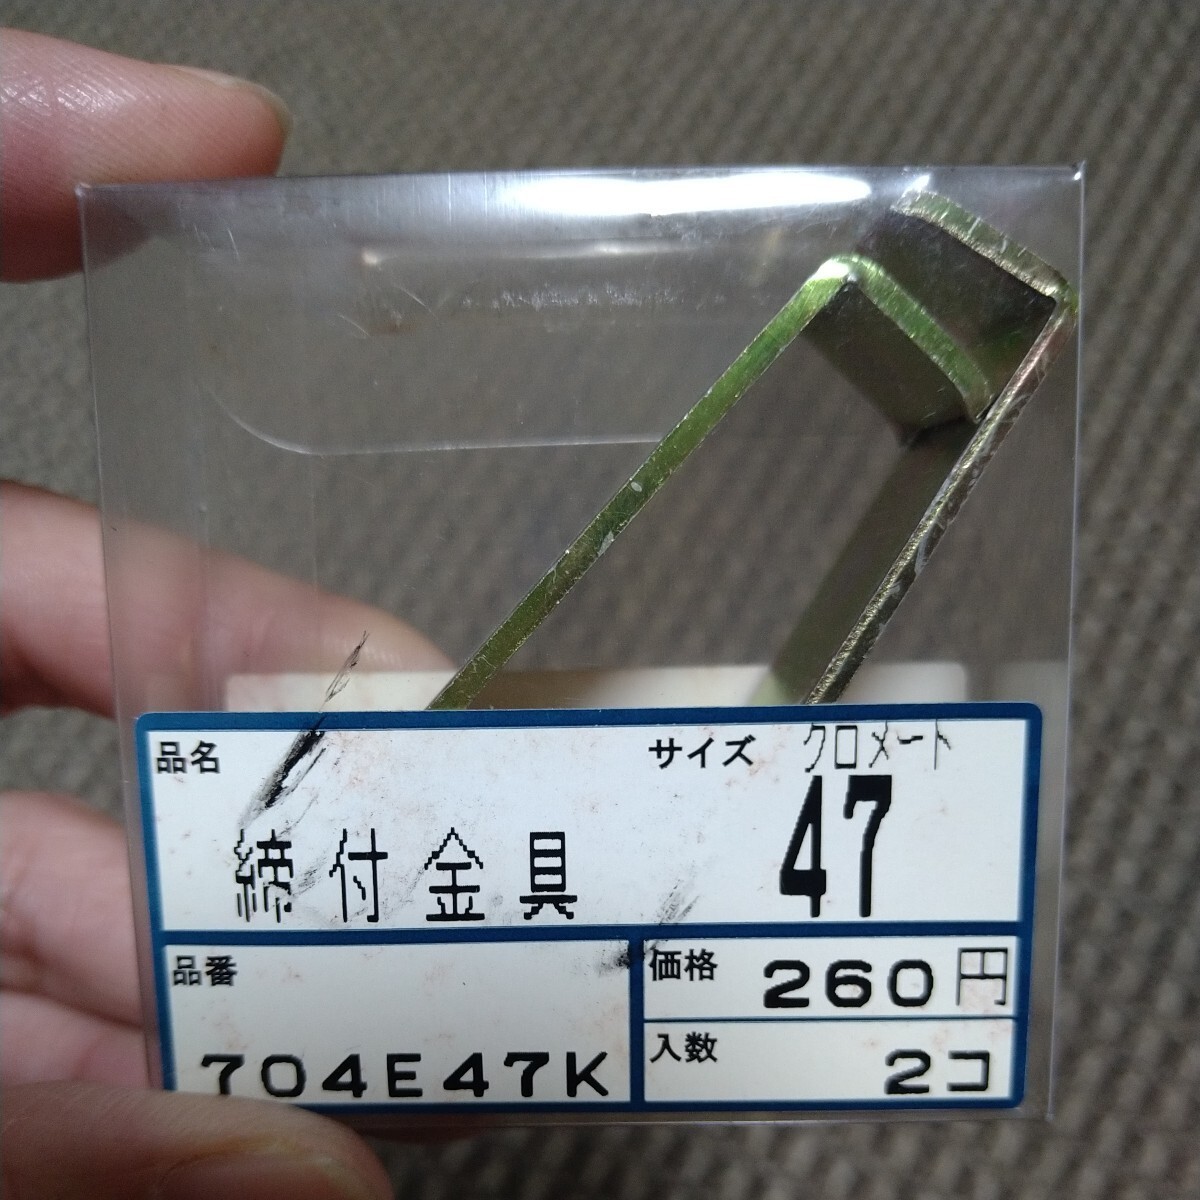 品名
締付金具
サイズ クロメート
47
品番
704E47K
価格 260円
入数 2コ